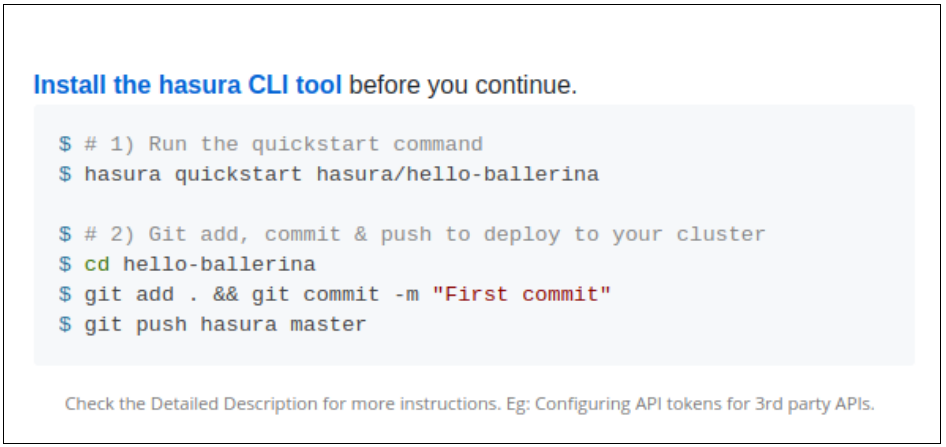 Install the hasura CLI tool before you continue.
$ # 1) Run the quickstart command
$ hasura quickstart hasura/hello-ballerina
$ # 2) Git add, commit & push to deploy to your cluster
$ cd hello-ballerina
$ git add . && git commit -m "First commit"
$ git push hasura master
Check the Detailed Description for more instructions. Eg: Configuring API tokens for 3rd party APIs.